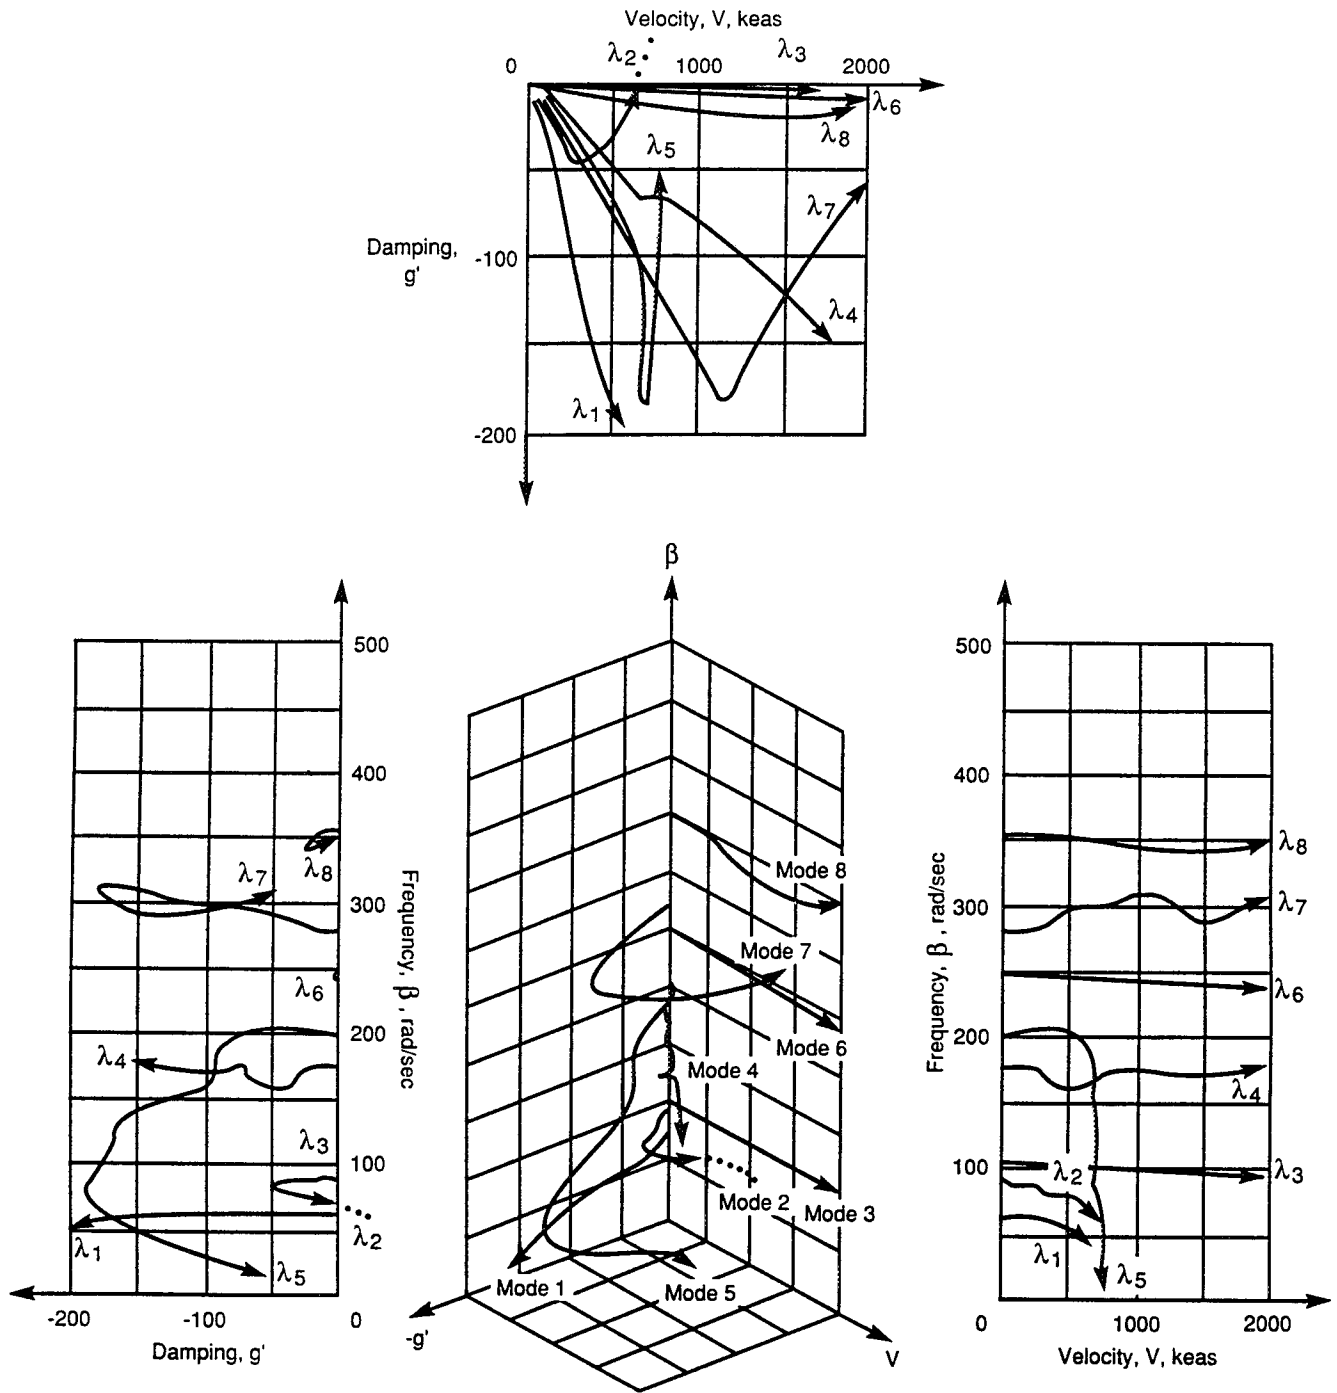 Velocity, V, keas
0
λ2
1000
λ3
2000
λ6
λ8
λ5
λ7
Damping,
g'
-100
λ4
λ1
-200
β
500
400
λ7
λ8
300
λ6
200
λ4
λ3
100
λ1
λ2
λ5
-200
-100
0
Damping, g'
Frequency, β, rad/sec
Mode 8
Mode 7
Mode 6
Mode 4
Mode 2
Mode 3
Mode 1
Mode 5
-g'
V
500
400
λ8
300
λ7
λ6
200
λ4
100
λ2
λ3
λ1
λ5
0
1000
2000
Velocity, V, keas
Frequency, β, rad/sec